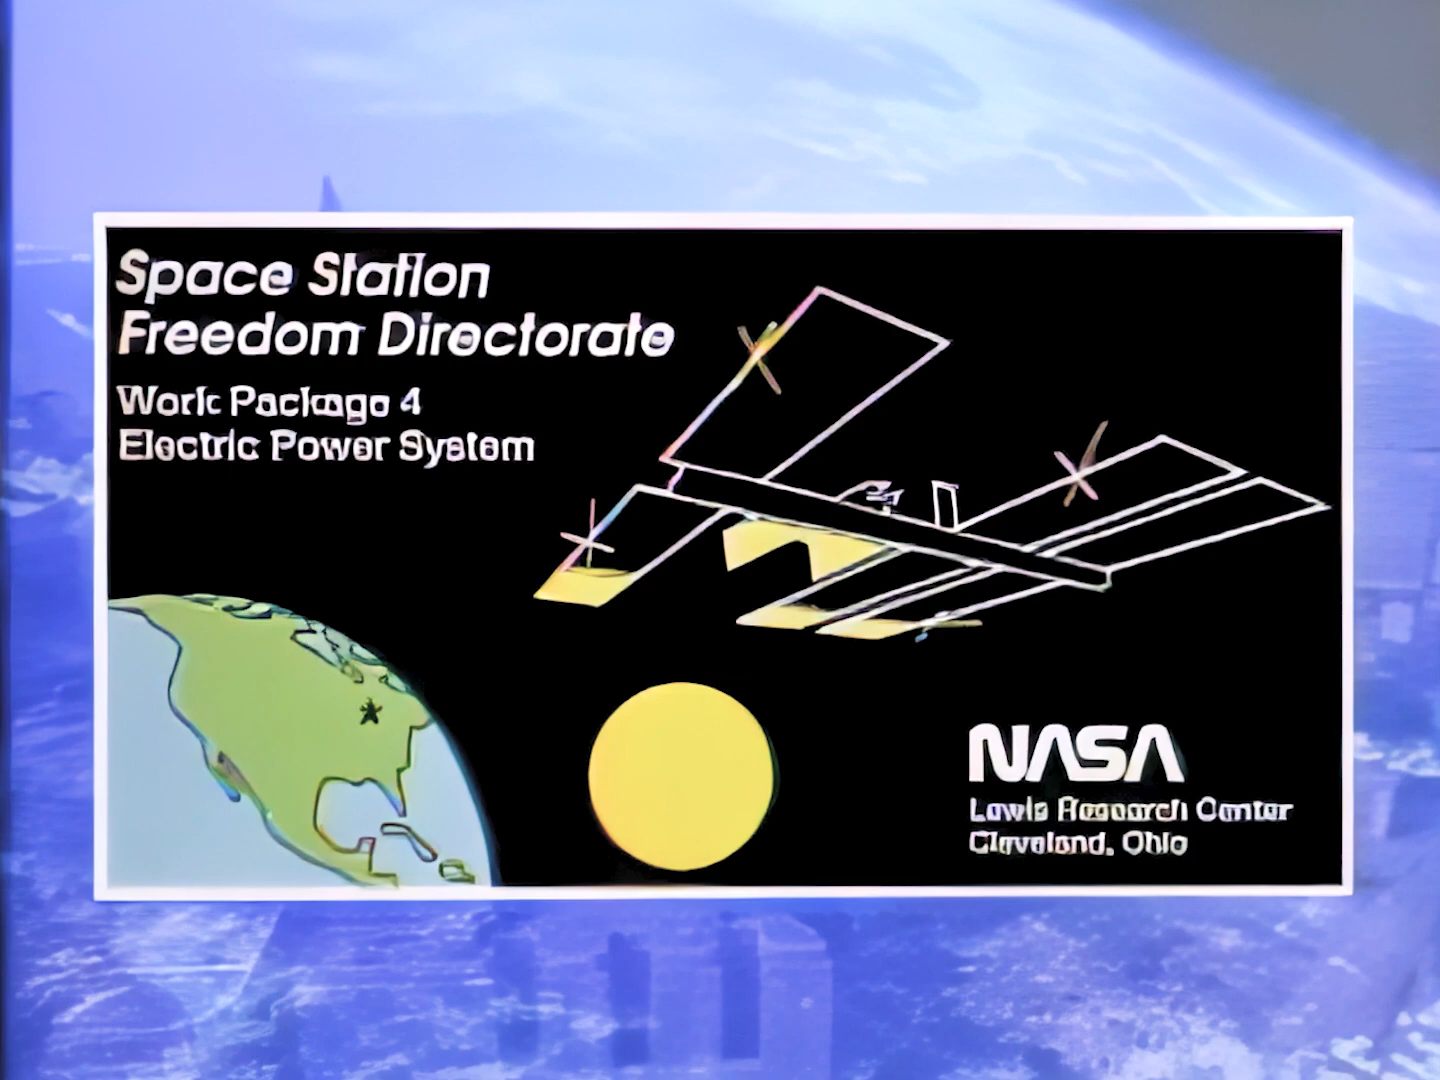 Space Station
Freedom Directorate
Work Package 4
Electric Power System
NASA
Lewis Research Center
Cleveland, Ohio